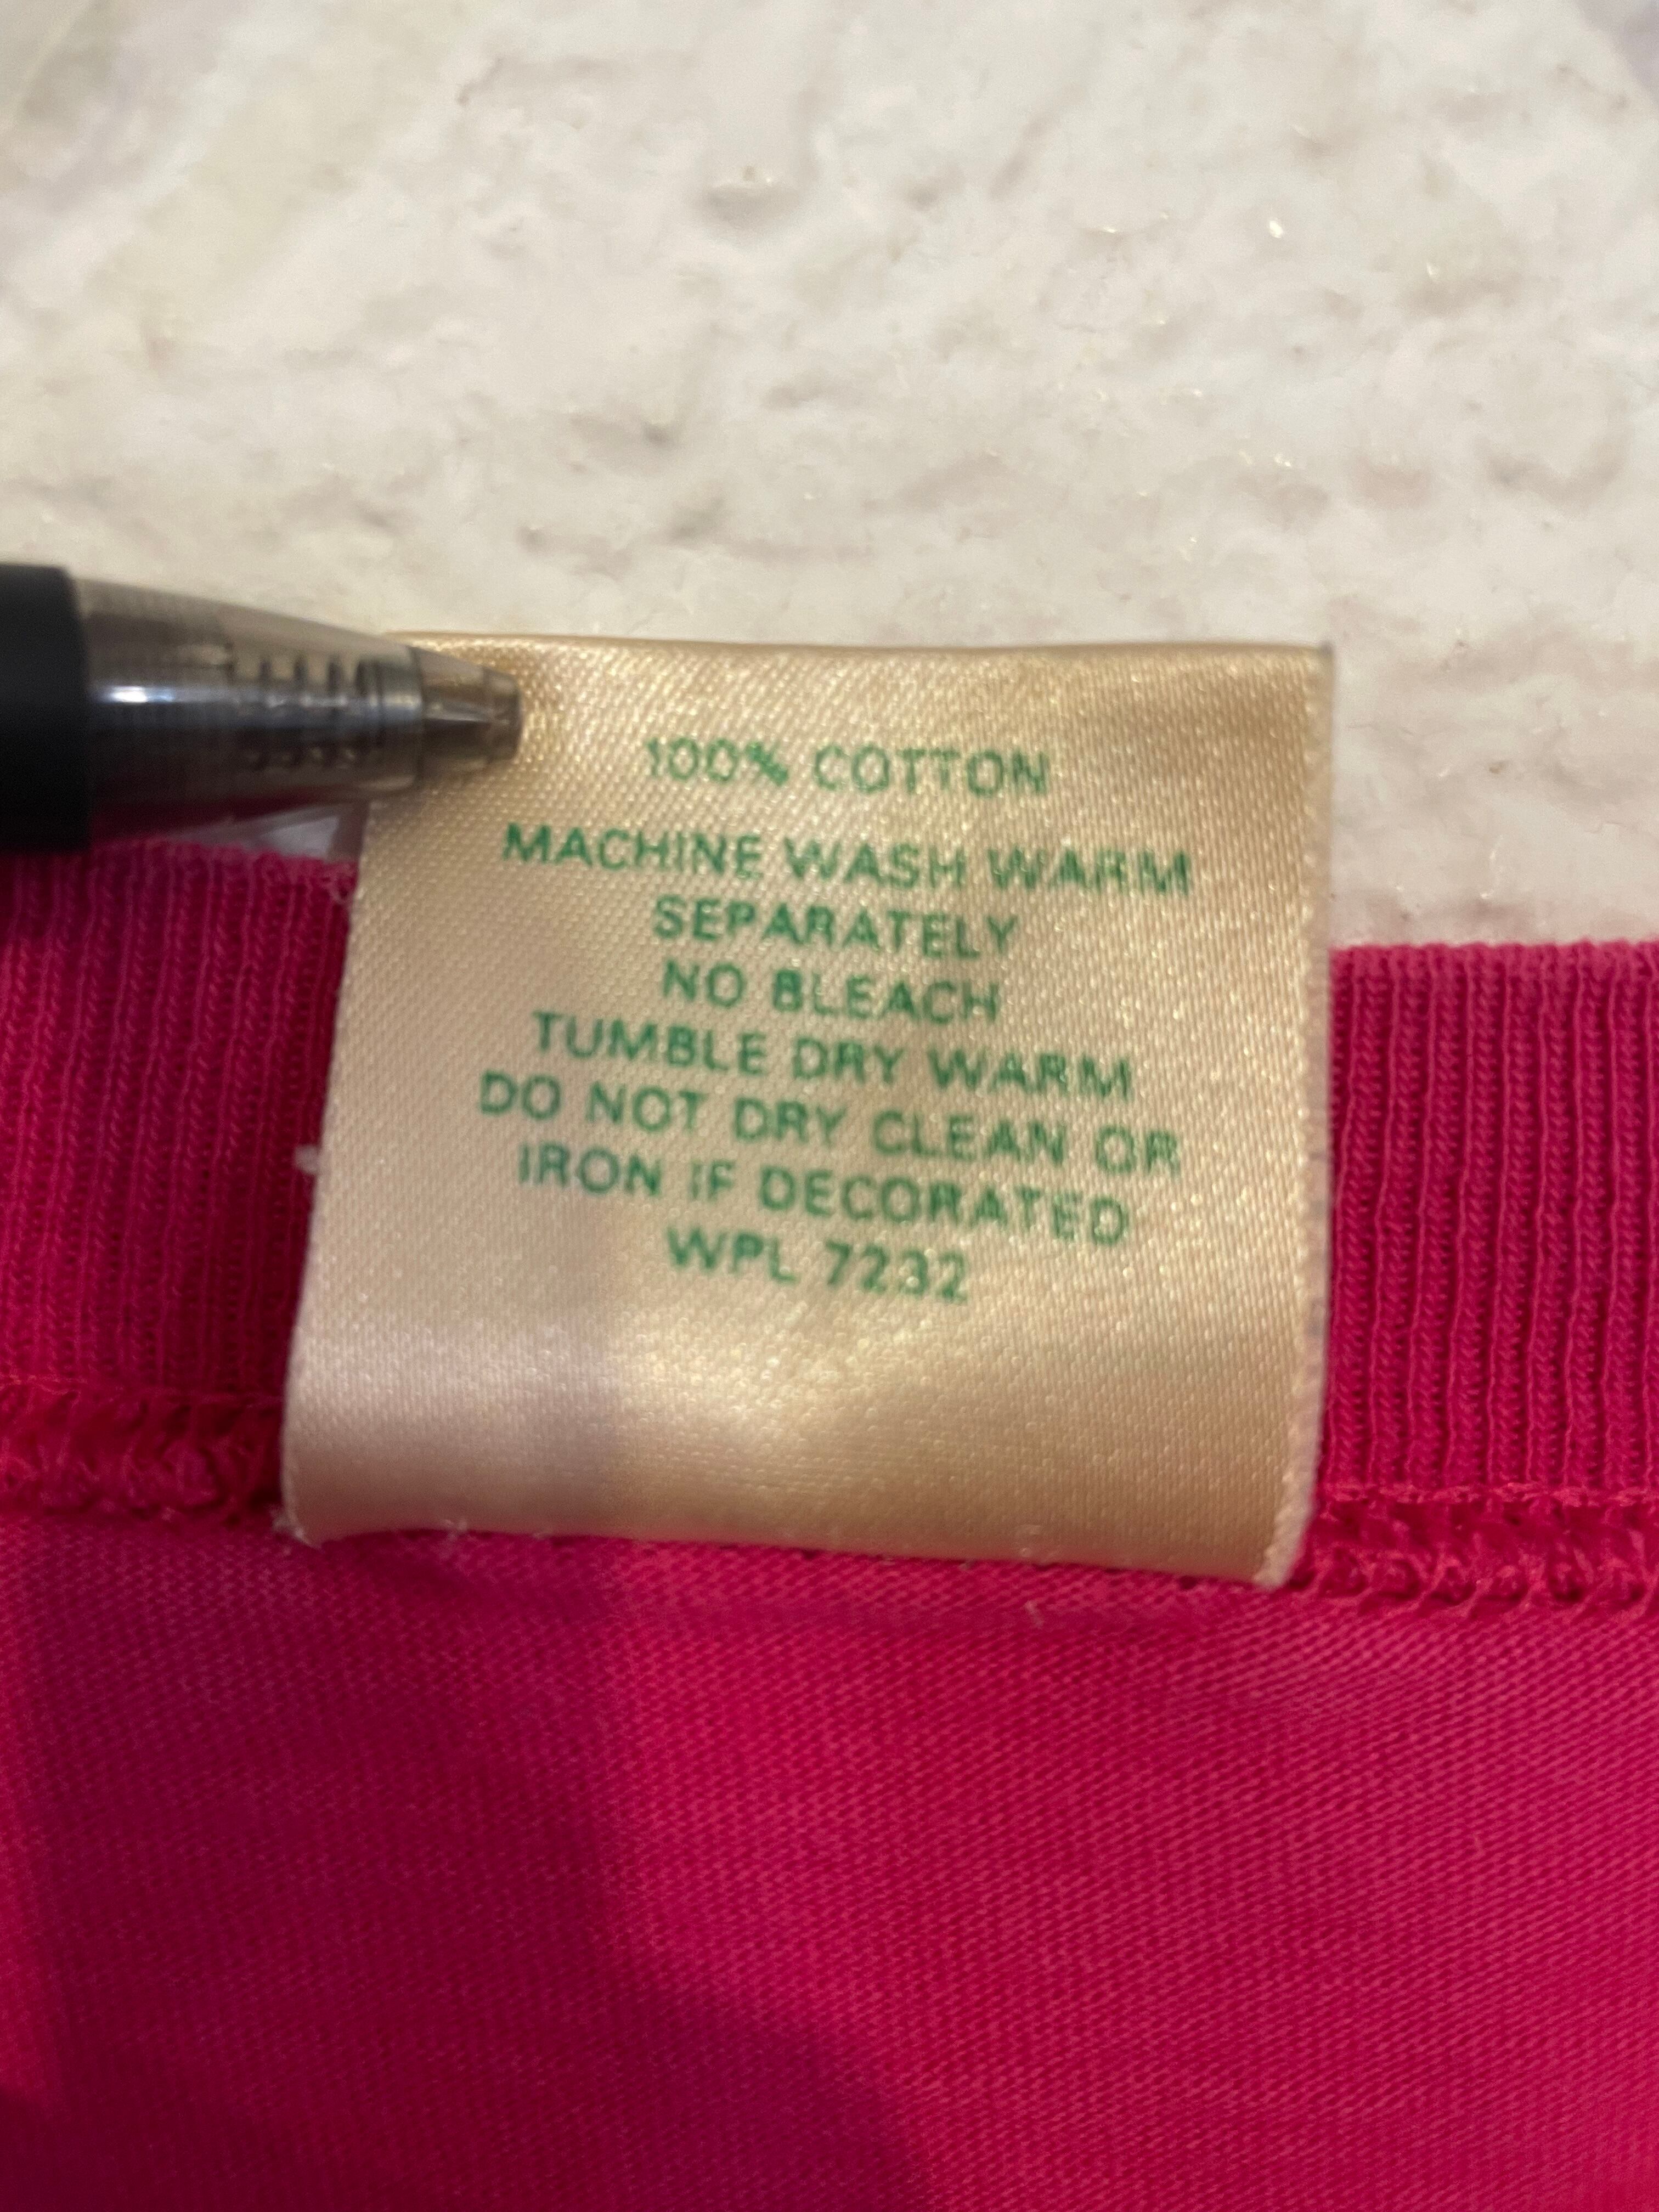 100% COTTON
MACHINE WASH WARM
SEPARATELY
NO BLEACH
TUMBLE DRY WARM
DO NOT DRY CLEAN OR
IRON IF DECORATED
WPL 7232